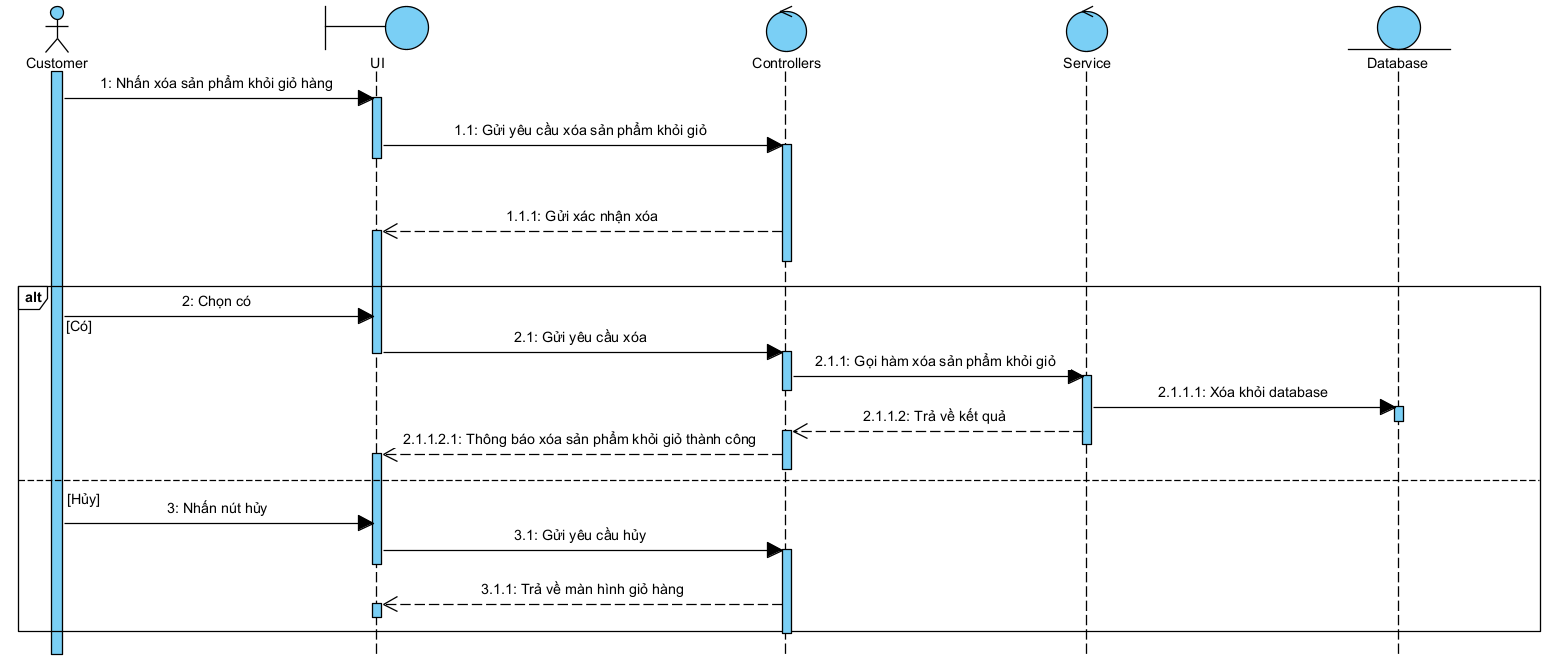 Customer
UI
Controllers
Service
Database
1: Nhấn xóa sản phẩm khỏi giỏ hàng
1.1: Gửi yêu cầu xóa sản phẩm khỏi giỏ
1.1.1: Gửi xác nhận xóa
alt
2: Chọn có
[Có]
2.1: Gửi yêu cầu xóa
2.1.1: Gọi hàm xóa sản phẩm khỏi giỏ
2.1.1.1: Xóa khỏi database
2.1.1.2: Trả về kết quả
2.1.1.2.1: Thông báo xóa sản phẩm khỏi giỏ thành công
[Hủy]
3: Nhấn nút hủy
3.1: Gửi yêu cầu hủy
3.1.1: Trả về màn hình giỏ hàng